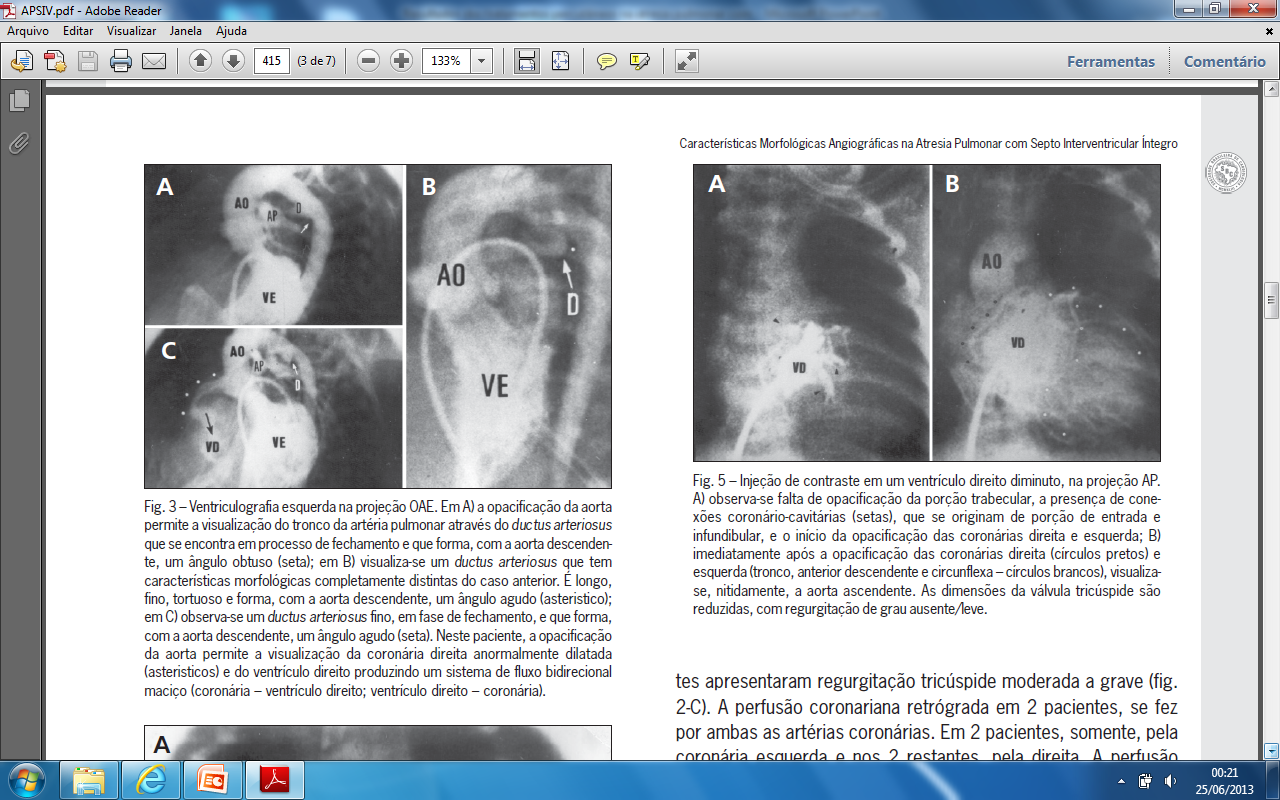 APSIV.pdf - Adobe Reader
Arquivo Editar Visualizar Janela Ajuda
415 (3 de 7) 133% Ferramentas Comentário
Características Morfológicas Angiográficas na Atresia Pulmonar com Septo Interventricular Íntegro
A
AO
AP
D
VE
B
AO
D
VE
C
AO
AP
D
VD
VE
Fig. 3 – Ventriculografia esquerda na projeção OAE. Em A) a opacificação da aorta
permite a visualização do tronco da artéria pulmonar através do ductus arteriosus
que se encontra em processo de fechamento e que forma, com a aorta descenden-
te, um ângulo obtuso (seta); em B) visualiza-se um ductus arteriosus que tem
características morfológicas completamente distintas do caso anterior. É longo,
fino, tortuoso e forma, com a aorta descendente, um ângulo agudo (asteristico);
em C) observa-se um ductus arteriosus fino, em fase de fechamento, e que forma,
com a aorta descendente, um ângulo agudo (seta). Neste paciente, a opacificação
da aorta permite a visualização da coronária direita anormalmente dilatada
(asteristicos) e do ventrículo direito produzindo um sistema de fluxo bidirecional
maciço (coronária – ventrículo direito; ventrículo direito – coronária).
A
A
VD
B
AO
VD
Fig. 5 – Injeção de contraste em um ventrículo direito diminuto, na projeção AP.
A) observa-se falta de opacificação da porção trabecular, a presença de cone-
xões coronário-cavitárias (setas), que se originam de porção de entrada e
infundibular, e o início da opacificação das coronárias direita e esquerda; B)
imediatamente após a opacificação das coronárias direita (círculos pretos) e
esquerda (tronco, anterior descendente e circunflexa – círculos brancos), visualiza-
se, nitidamente, a aorta ascendente. As dimensões da válvula tricúspide são
reduzidas, com regurgitação de grau ausente/leve.
tes apresentaram regurgitação tricúspide moderada a grave (fig.
2-C). A perfusão coronariana retrógrada em 2 pacientes, se fez
por ambas as artérias coronárias. Em 2 pacientes, somente, pela
coronária esquerda e nos 2 restantes, pela direita. A perfusão
00:21
25/06/2013